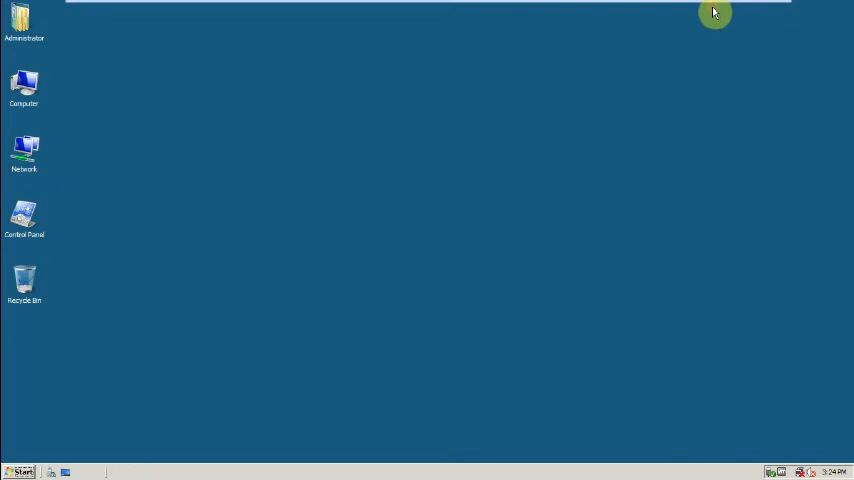 Administrator
Computer
Network
Control Panel
Recycle Bin
Start
3:24 PM